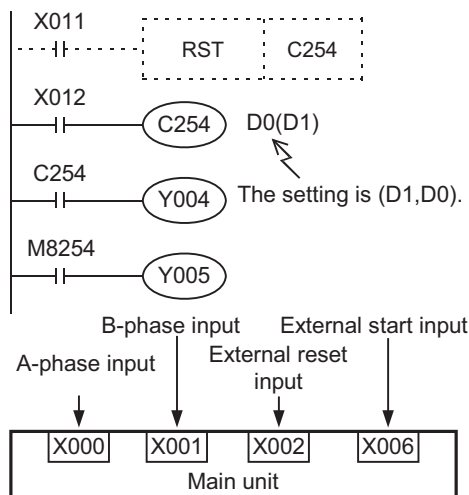 X011
RST C254
X012
C254 D0(D1)
C254
Y004 The setting is (D1,D0).
M8254
Y005
B-phase input External start input
A-phase input External reset
input
X000 X001 X002 X006
Main unit